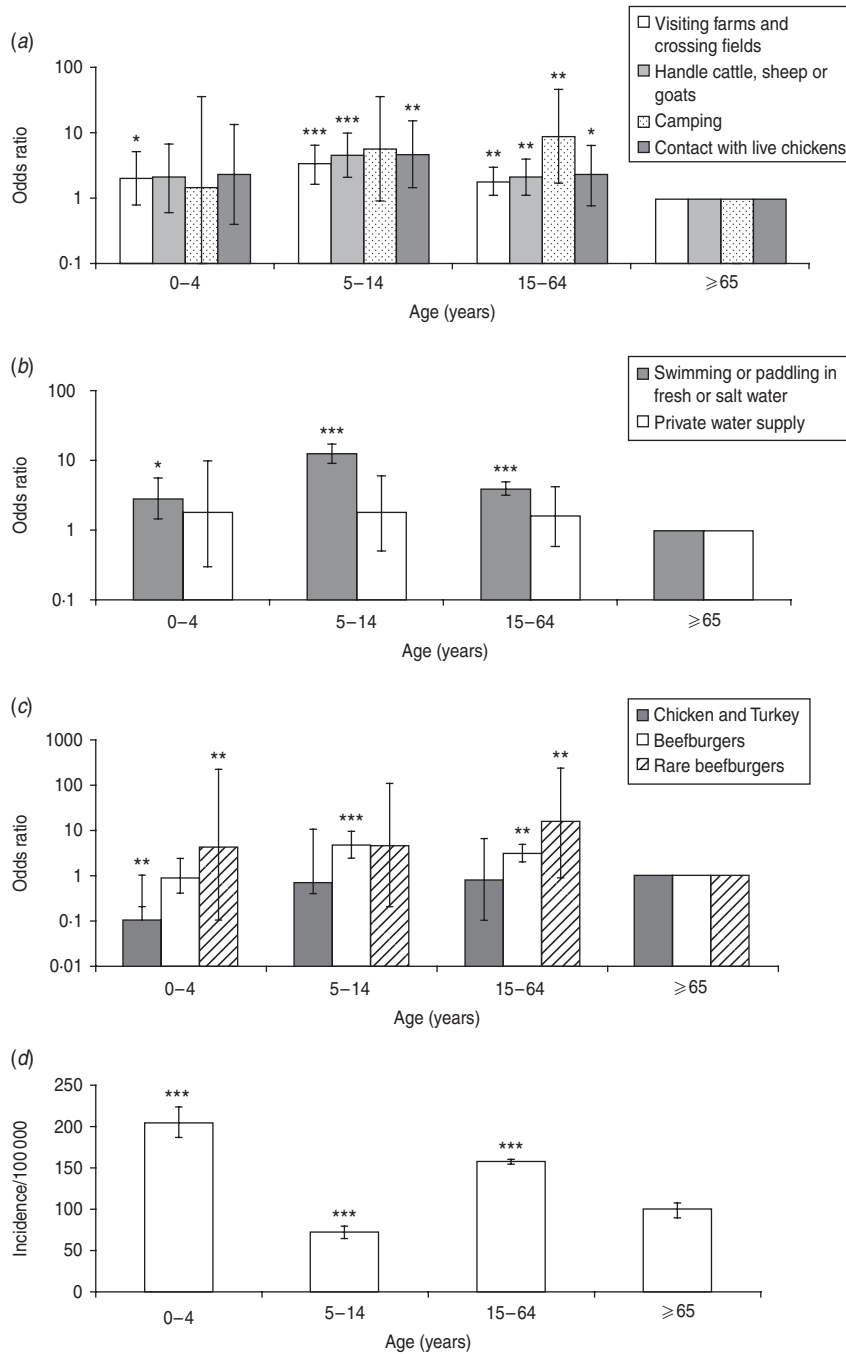 (a)
Visiting farms and
crossing fields
Handle cattle, sheep or
goats
Camping
Contact with live chickens
Odds ratio
100
10
1
0·1
*
***
***
**
**
**
**
*
0–4
5–14
15–64
⩾65
Age (years)
(b)
Swimming or paddling in
fresh or salt water
Private water supply
Odds ratio
100
10
1
0·1
*
***
***
0–4
5–14
15–64
⩾65
Age (years)
(c)
Chicken and Turkey
Beefburgers
Rare beefburgers
Odds ratio
1000
100
10
1
0·1
0·01
**
**
***
**
**
0–4
5–14
15–64
⩾65
Age (years)
(d)
Incidence/100 000
250
200
150
100
50
0
***
***
***
0–4
5–14
15–64
⩾65
Age (years)